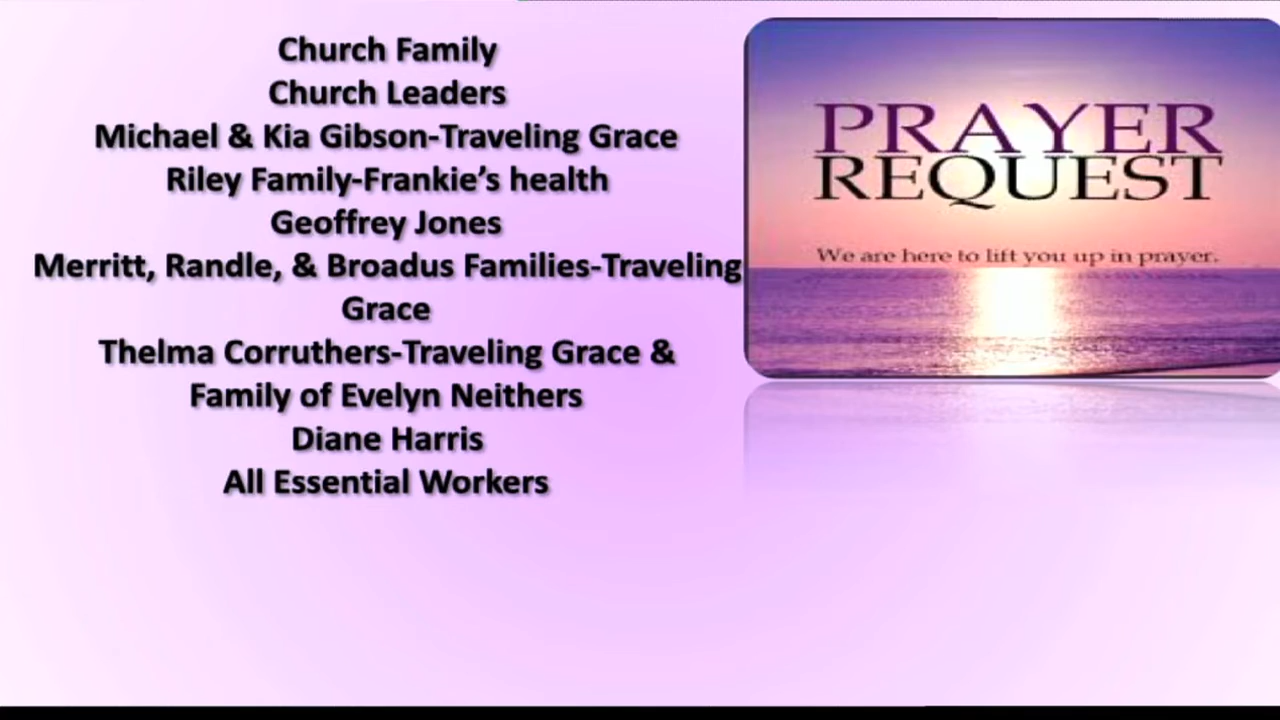 Church Family
Church Leaders
Michael & Kia Gibson-Traveling Grace
Riley Family-Frankie’s health
Geoffrey Jones
Merritt, Randle, & Broadus Families-Traveling
Grace
Thelma Corruthers-Traveling Grace &
Family of Evelyn Neithers
Diane Harris
All Essential Workers
PRAYER
REQUEST
We are here to lift you up in prayer.